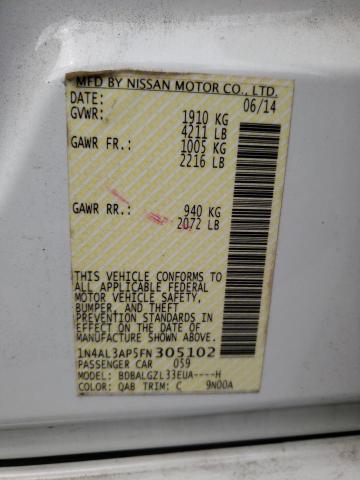 MFD BY NISSAN MOTOR CO., LTD.
DATE: 06/14
GVWR: 1910 KG
4211 LB
GAWR FR.: 1005 KG
2216 LB
GAWR RR.: 940 KG
2072 LB
THIS VEHICLE CONFORMS TO
ALL APPLICABLE FEDERAL
MOTOR VEHICLE SAFETY,
BUMPER, AND THEFT
PREVENTION STANDARDS IN
EFFECT ON THE DATE OF
MANUFACTURE SHOWN ABOVE.
1N4AL3AP5FN305102
PASSENGER CAR 059
MODEL: BDBALGZL33EUA----H
COLOR: QAB TRIM: C 9N00A